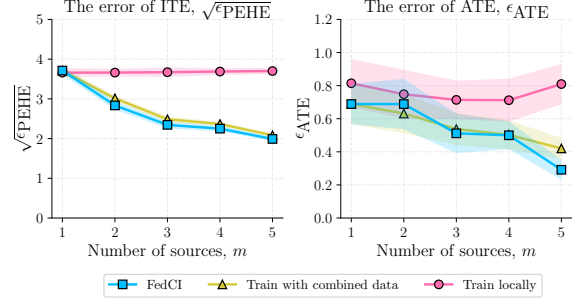 The error of ITE, √ϵPEHE
The error of ATE, ϵATE
√ϵPEHE
5
4
3
2
1
0
1 2 3 4 5
Number of sources, m
ϵATE
1.2
1.0
0.8
0.6
0.4
0.2
0.0
1 2 3 4 5
Number of sources, m
FedCI Train with combined data Train locally